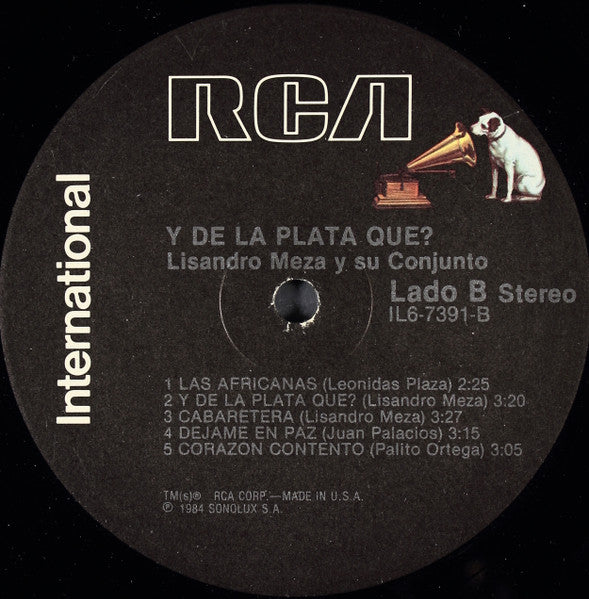 RCA
International
Y DE LA PLATA QUE?
Lisandro Meza y su Conjunto
Lado B Stereo
IL6-7391-B
1 LAS AFRICANAS (Leonidas Plaza) 2:25
2 Y DE LA PLATA QUE? (Lisandro Meza) 3:20
3 CABARETERA (Lisandro Meza) 3:27
4 DEJAME EN PAZ (Juan Palacios) 3:15
5 CORAZON CONTENTO (Palito Ortega) 3:05
TM(s)® RCA CORP.—MADE IN U.S.A.
℗ 1984 SONOLUX S.A.